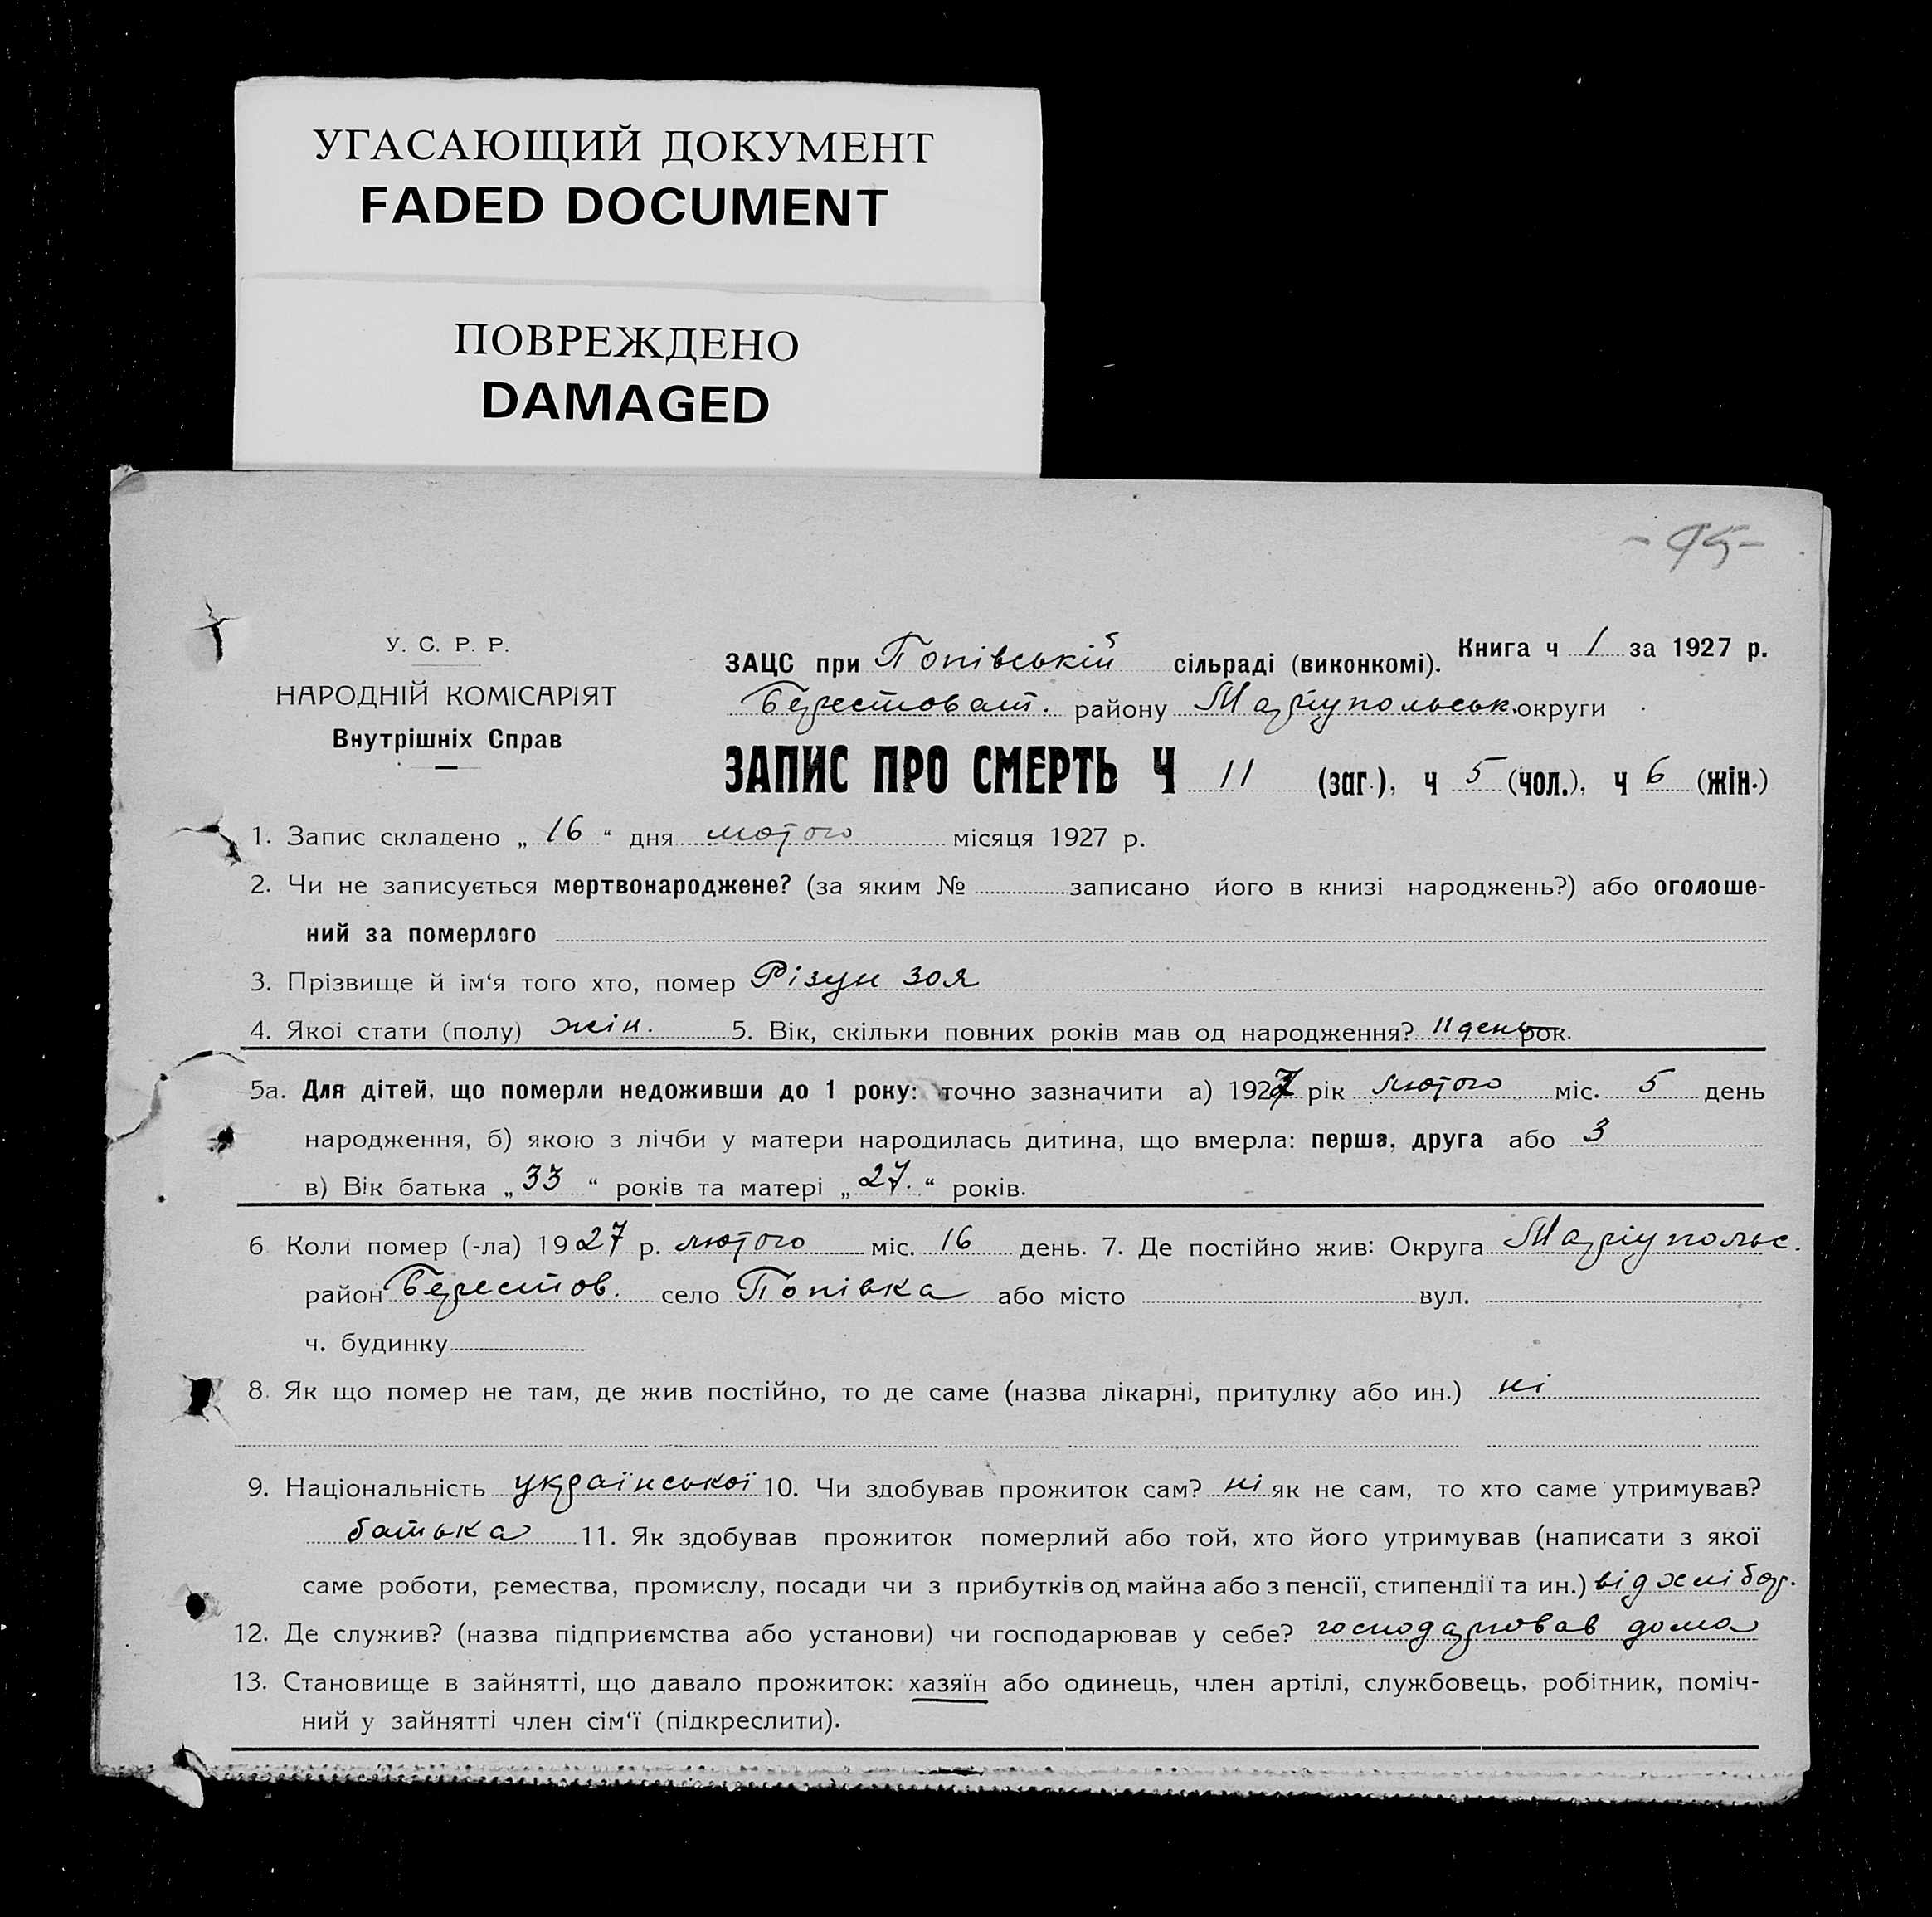 УГАСАЮЩИЙ ДОКУМЕНТ
FADED DOCUMENT
ПОВРЕЖДЕНО
DAMAGED
- 95 -
У. С. Р. Р.
НАРОДНІЙ КОМІСАРІЯТ
Внутрішніх Справ
ЗАЦС при Попівській сільраді (виконкомі). Книга ч 1 за 1927 р.
Берестоват. району Маріупольськ. округи
ЗАПИС ПРО СМЕРТЬ Ч 11 (заг.), ч 5 (чол.), ч 6 (жін.)
1. Запис складено „ 16 “ дня лютого місяця 1927 р.
2. Чи не записується мертвонароджене? (за яким № записано його в книзі народжень?) або оголоше-
ний за померлого
3. Прізвище й ім‘я того хто, помер Різун Зоя
4. Якої стати (полу) жін. 5. Вік, скільки повних років мав од народження? 11 день рок.
5а. Для дітей, що померли недоживши до 1 року: точно зазначити а) 1927 рік лютого міс. 5 день
народження, б) якою з лічби у матери народилась дитина, що вмерла: перша, друга або 3
в) Вік батька „ 33 “ років та матері „ 27. “ років.
6 Коли помер (-ла) 1927 р. лютого міс. 16 день. 7. Де постійно жив: Округа Маріупольс.
район Берестов. село Попівка або місто вул.
ч. будинку
8. Як що помер не там, де жив постійно, то де саме (назва лікарні, притулку або ин.) ні
9. Національність української 10. Чи здобував прожиток сам? ні як не сам, то хто саме утримував?
батька 11. Як здобував прожиток померлий або той, хто його утримував (написати з якої
саме роботи, ремества, промислу, посади чи з прибутків од майна або з пенсії, стипендії та ин.) від хлібор.
12. Де служив? (назва підприємства або установи) чи господарював у себе? господарював дома
13. Становище в зайнятті, що давало прожиток: хазяїн або одинець, член артілі, службовець, робітник, поміч-
ний у зайнятті член сім‘ї (підкреслити).